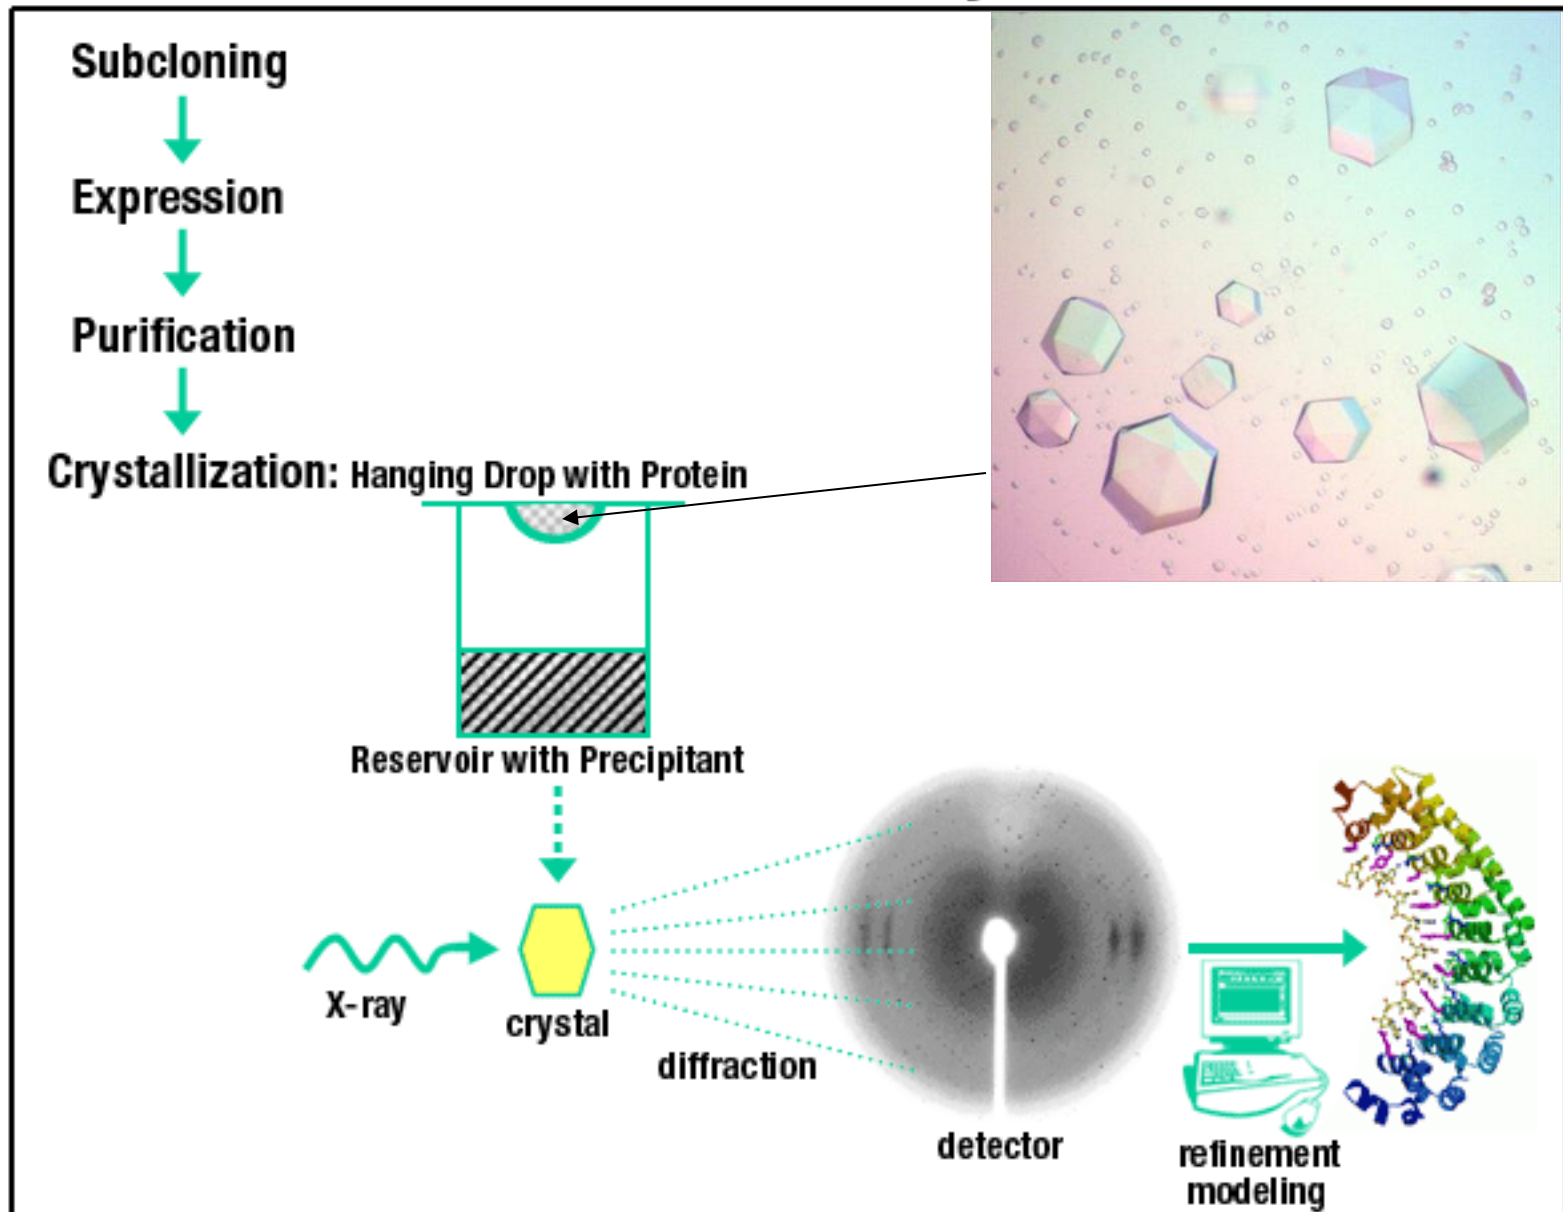 Subcloning
Expression
Purification
Crystallization: Hanging Drop with Protein
Reservoir with Precipitant
X-ray
crystal
diffraction
detector
refinement
modeling